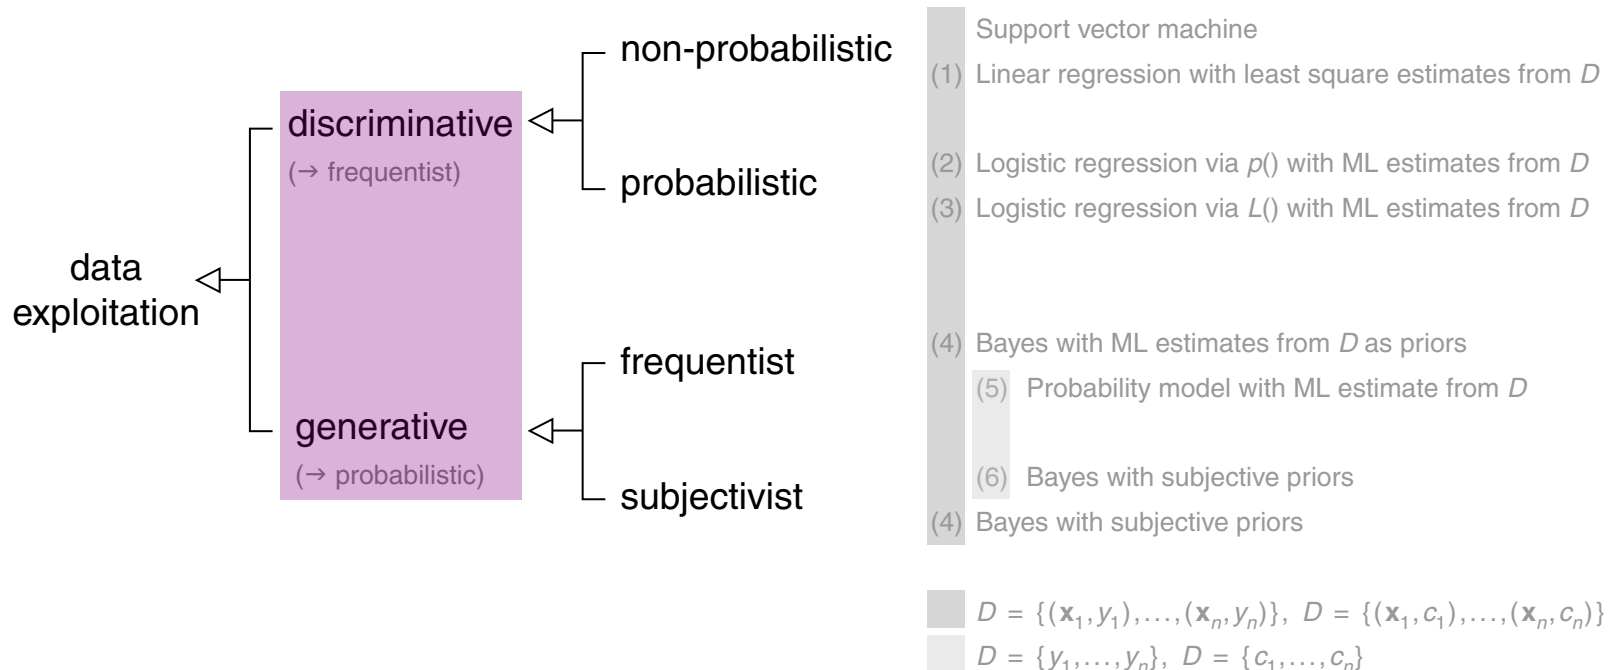 data
exploitation
discriminative
(→ frequentist)
generative
(→ probabilistic)
non-probabilistic
probabilistic
frequentist
subjectivist
Support vector machine
(1) Linear regression with least square estimates from D
(2) Logistic regression via p() with ML estimates from D
(3) Logistic regression via L() with ML estimates from D
(4) Bayes with ML estimates from D as priors
(5) Probability model with ML estimate from D
(6) Bayes with subjective priors
(4) Bayes with subjective priors
D = {(x₁,y₁),...,(xₙ,yₙ)}, D = {(x₁,c₁),...,(xₙ,cₙ)}
D = {y₁,...,yₙ}, D = {c₁,...,cₙ}